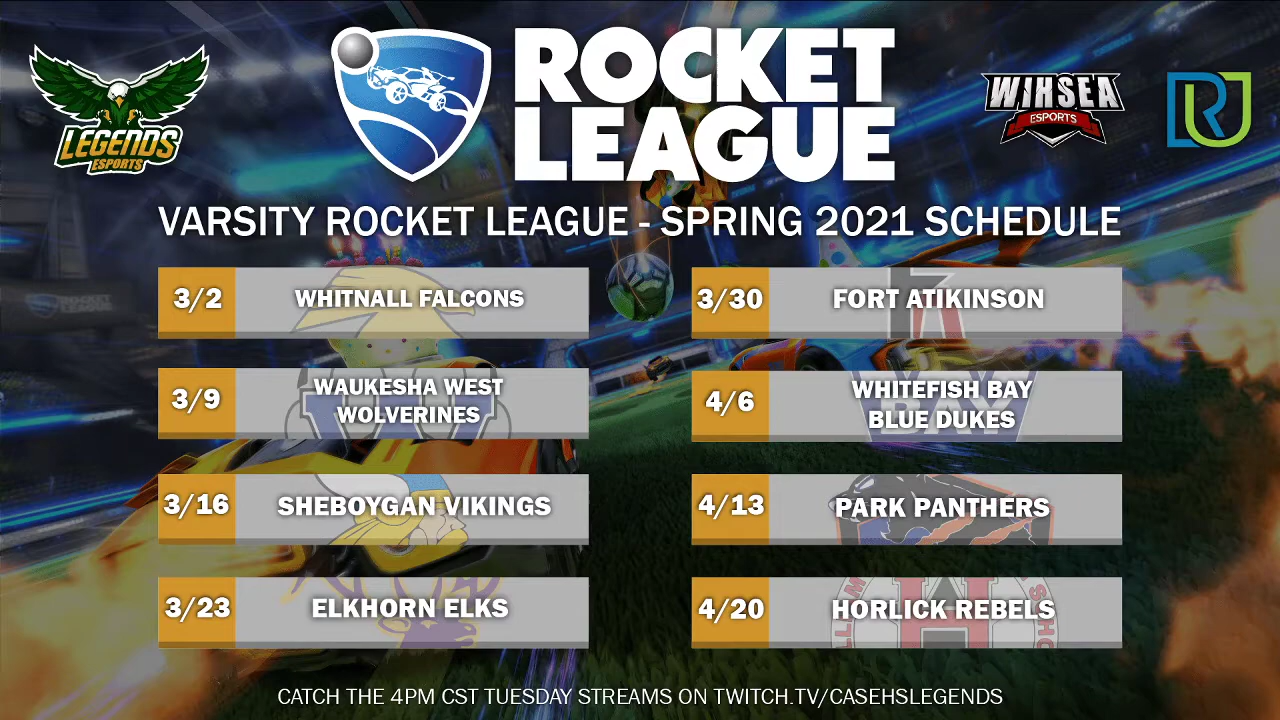 LEGENDS
ESPORTS
ROCKET
LEAGUE
WIHSEA
ESPORTS
RU
VARSITY ROCKET LEAGUE - SPRING 2021 SCHEDULE
3/2 WHITNALL FALCONS
3/9 WAUKESHA WEST
WOLVERINES
3/16 SHEBOYGAN VIKINGS
3/23 ELKHORN ELKS
3/30 FORT ATIKINSON
4/6 WHITEFISH BAY
BLUE DUKES
BAY
4/13 PARK PANTHERS
4/20 HORLICK REBELS
H
CATCH THE 4PM CST TUESDAY STREAMS ON TWITCH.TV/CASEHSLEGENDS